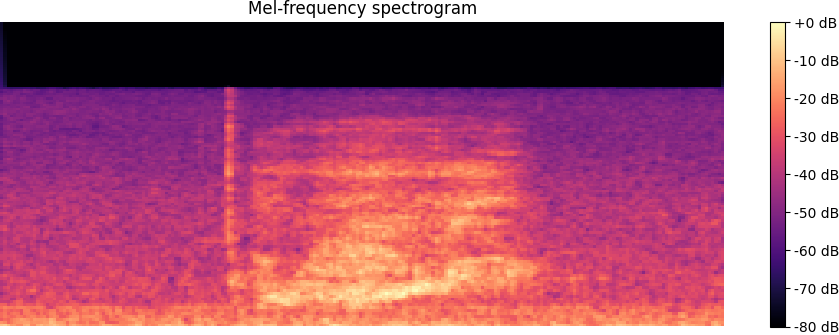 Mel-frequency spectrogram
+0 dB
-10 dB
-20 dB
-30 dB
-40 dB
-50 dB
-60 dB
-70 dB
-80 dB